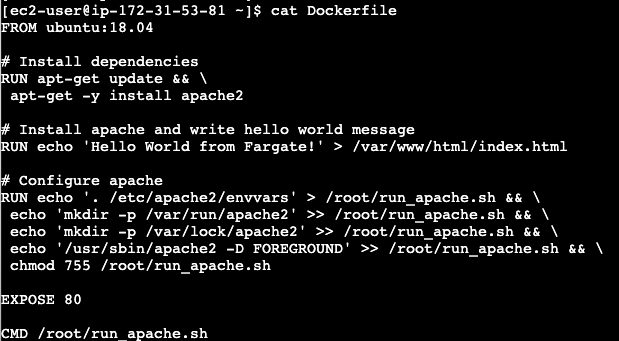 [ec2-user@ip-172-31-53-81 ~]$ cat Dockerfile
FROM ubuntu:18.04

# Install dependencies
RUN apt-get update && \
 apt-get -y install apache2

# Install apache and write hello world message
RUN echo 'Hello World from Fargate!' > /var/www/html/index.html

# Configure apache
RUN echo '. /etc/apache2/envvars' > /root/run_apache.sh && \
 echo 'mkdir -p /var/run/apache2' >> /root/run_apache.sh && \
 echo 'mkdir -p /var/lock/apache2' >> /root/run_apache.sh && \
 echo '/usr/sbin/apache2 -D FOREGROUND' >> /root/run_apache.sh && \
 chmod 755 /root/run_apache.sh

EXPOSE 80

CMD /root/run_apache.sh